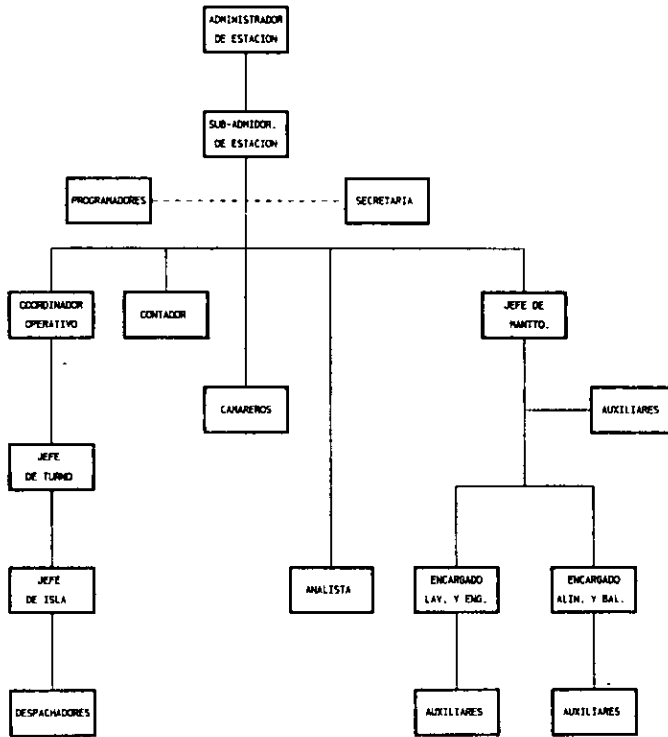 ADMINISTRADOR
DE ESTACION
SUB-ADMIDOR.
DE ESTACION
PROGRAMADORES
SECRETARIA
COORDINADOR
OPERATIVO
CONTADOR
JEFE DE
MANTTO.
CAMAREROS
AUXILIARES
JEFE
DE TURNO
JEFE
DE ISLA
ANALISTA
ENCARGADO
LAV. Y ENG.
ENCARGADO
ALIN. Y BAL.
DESPACHADORES
AUXILIARES
AUXILIARES